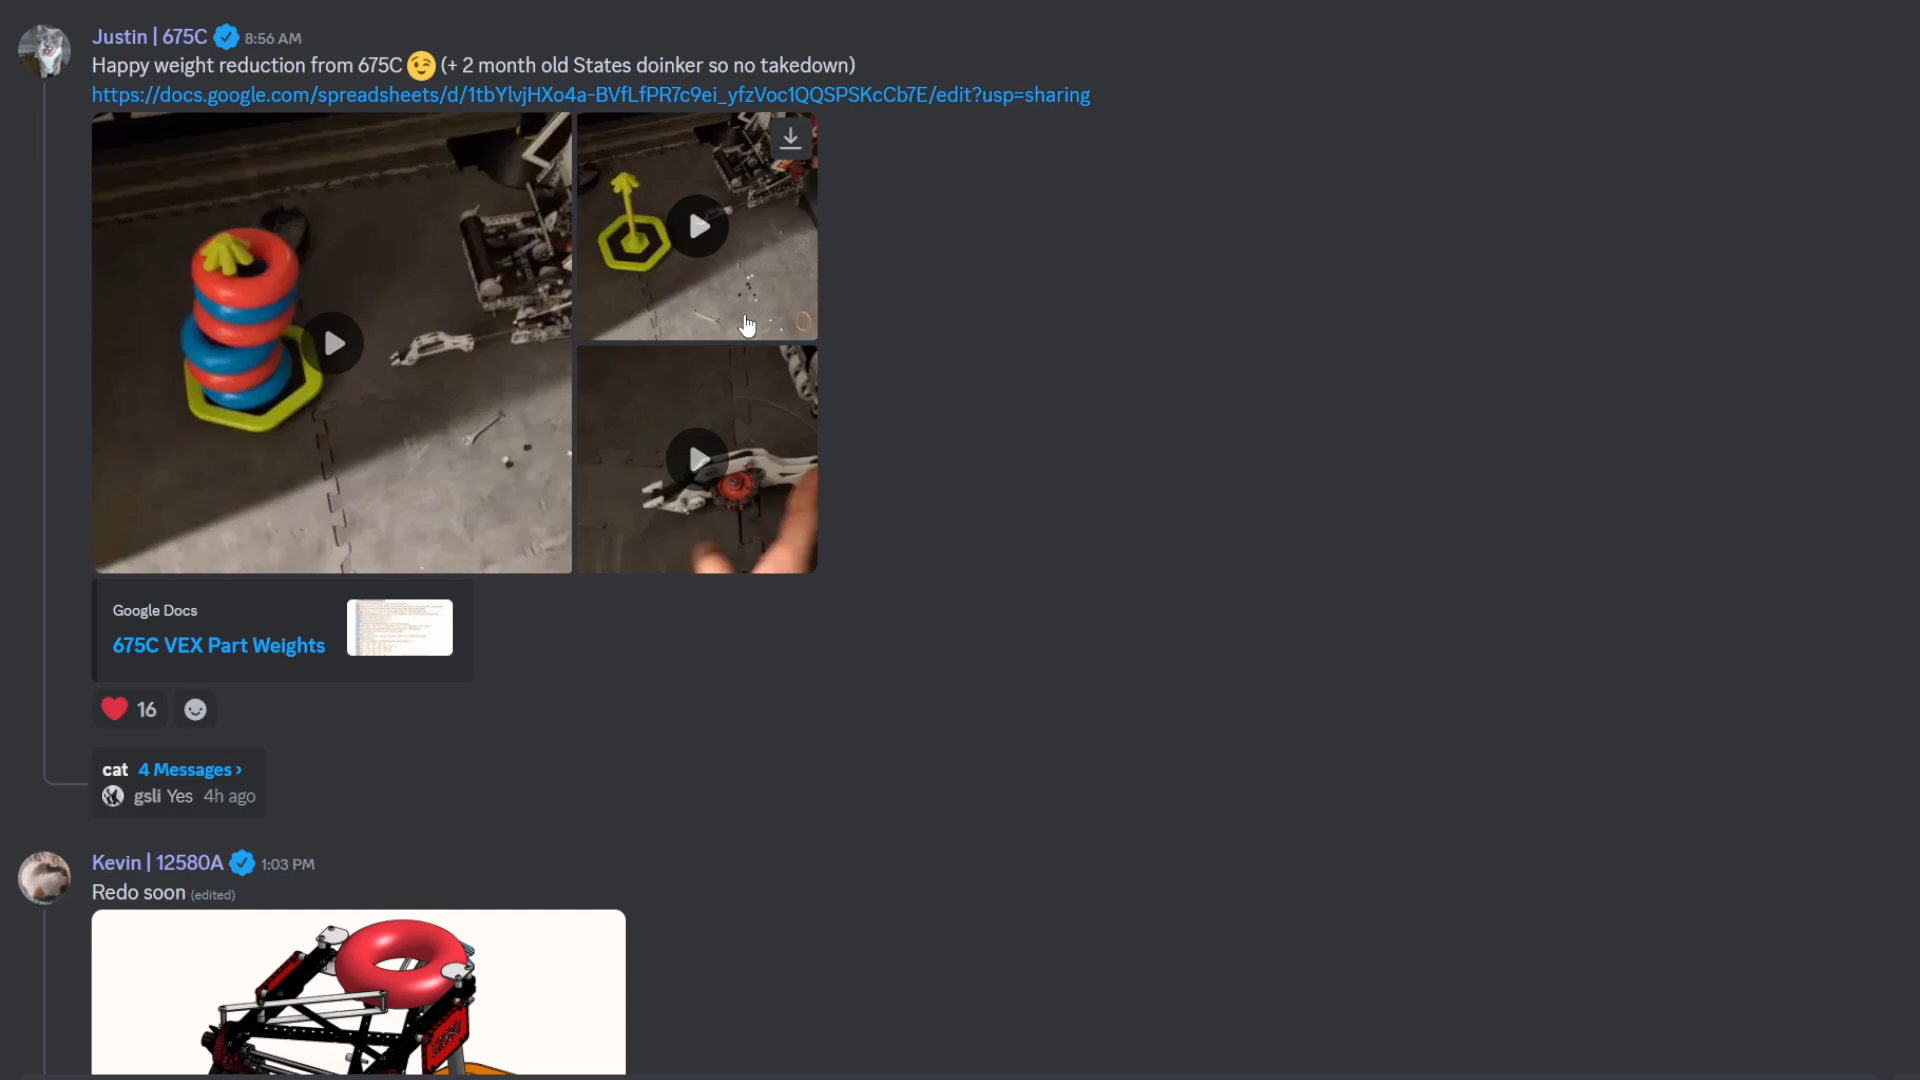 Justin | 675C 8:56 AM
Happy weight reduction from 675C 😉 (+ 2 month old States doinker so no takedown)
https://docs.google.com/spreadsheets/d/1tbYlvjHXo4a-BVfLfPR7c9ei_yfzVoc1QQSPSKcCb7E/edit?usp=sharing
Google Docs
675C VEX Part Weights
❤️ 16
cat 4 Messages ›
gsli Yes 4h ago
Kevin | 12580A 1:03 PM
Redo soon (edited)